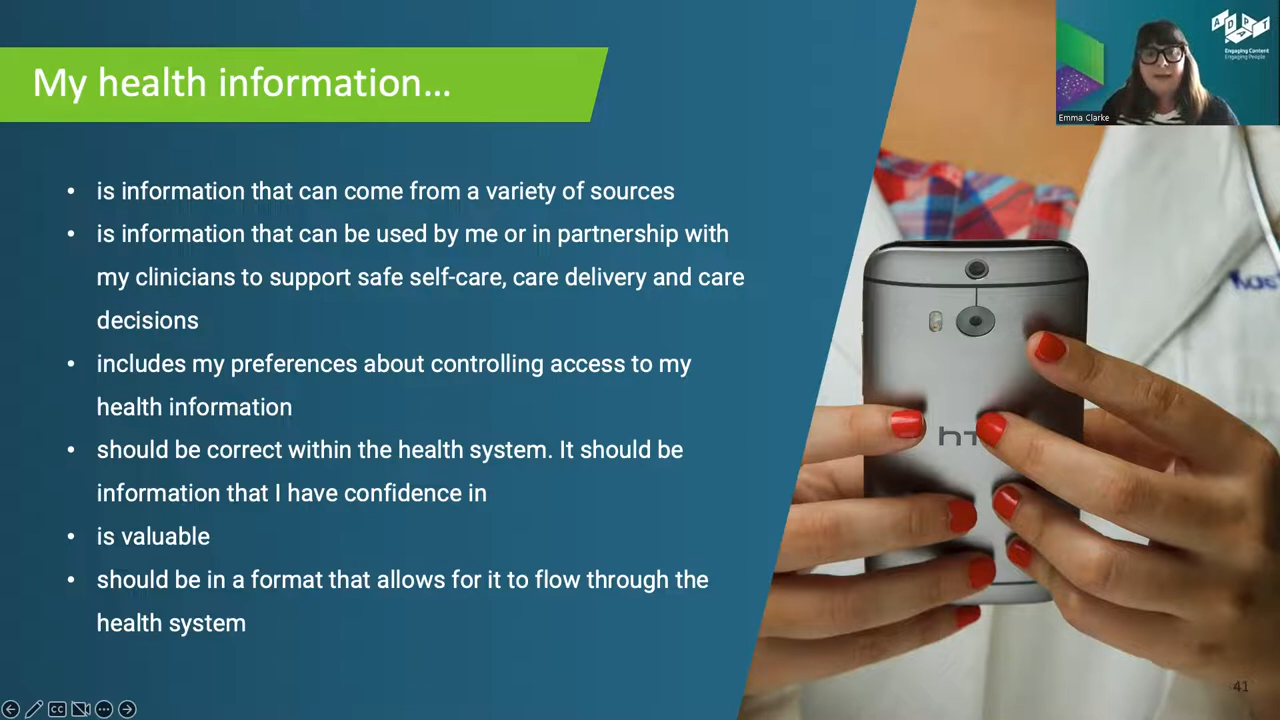 My health information...
is information that can come from a variety of sources
is information that can be used by me or in partnership with
my clinicians to support safe self-care, care delivery and care
decisions
includes my preferences about controlling access to my
health information
should be correct within the health system. It should be
information that I have confidence in
is valuable
should be in a format that allows for it to flow through the
health system
ADAPT
Engaging Content
Engaging People
Emma Clarke
41
CC